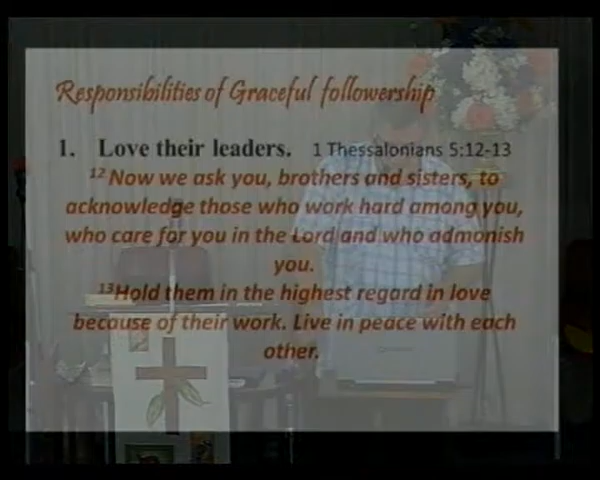 Responsibilities of Graceful followership
1. Love their leaders. 1 Thessalonians 5:12-13
12 Now we ask you, brothers and sisters, to
acknowledge those who work hard among you,
who care for you in the Lord and who admonish
you.
13Hold them in the highest regard in love
because of their work. Live in peace with each
other.